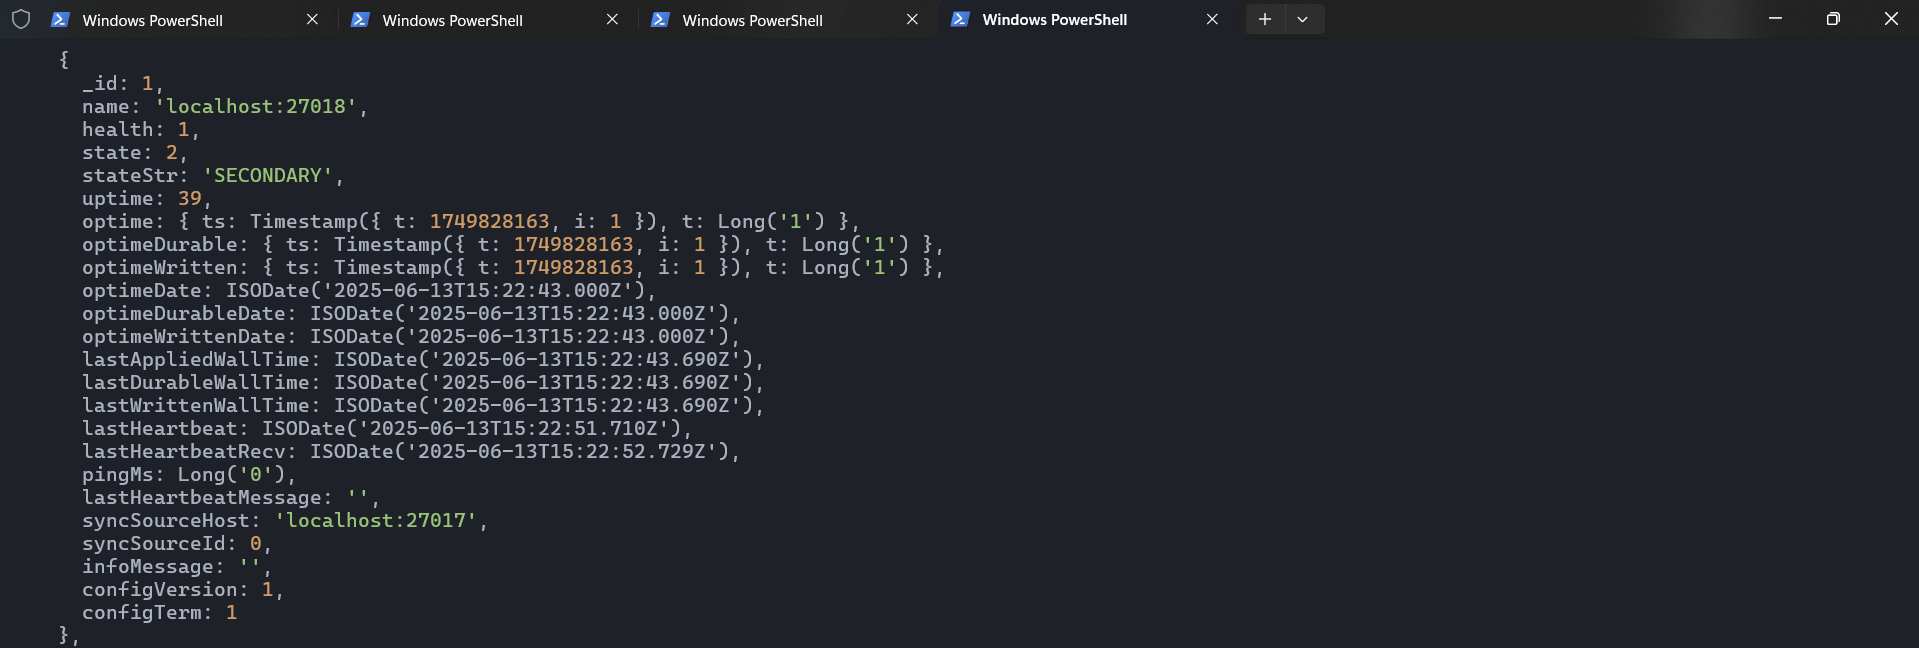 Windows PowerShell
Windows PowerShell
Windows PowerShell
Windows PowerShell
{
_id: 1,
name: 'localhost:27018',
health: 1,
state: 2,
stateStr: 'SECONDARY',
uptime: 39,
optime: { ts: Timestamp({ t: 1749828163, i: 1 }), t: Long('1') },
optimeDurable: { ts: Timestamp({ t: 1749828163, i: 1 }), t: Long('1') },
optimeWritten: { ts: Timestamp({ t: 1749828163, i: 1 }), t: Long('1') },
optimeDate: ISODate('2025-06-13T15:22:43.000Z'),
optimeDurableDate: ISODate('2025-06-13T15:22:43.000Z'),
optimeWrittenDate: ISODate('2025-06-13T15:22:43.000Z'),
lastAppliedWallTime: ISODate('2025-06-13T15:22:43.690Z'),
lastDurableWallTime: ISODate('2025-06-13T15:22:43.690Z'),
lastWrittenWallTime: ISODate('2025-06-13T15:22:43.690Z'),
lastHeartbeat: ISODate('2025-06-13T15:22:51.710Z'),
lastHeartbeatRecv: ISODate('2025-06-13T15:22:52.729Z'),
pingMs: Long('0'),
lastHeartbeatMessage: '',
syncSourceHost: 'localhost:27017',
syncSourceId: 0,
infoMessage: '',
configVersion: 1,
configTerm: 1
},